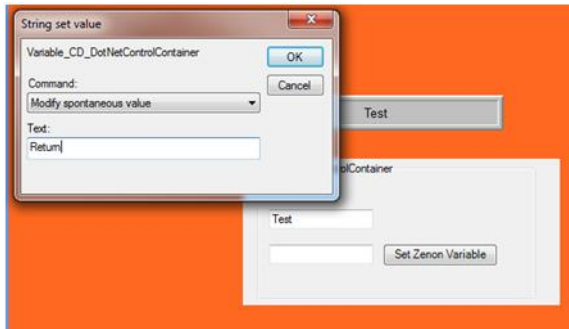 String set value
Variable_CD_DotNetControlContainer
OK
Command:
Cancel
Modify spontaneous value
Text:
Return
Test
olContainer
Test
Set Zenon Variable